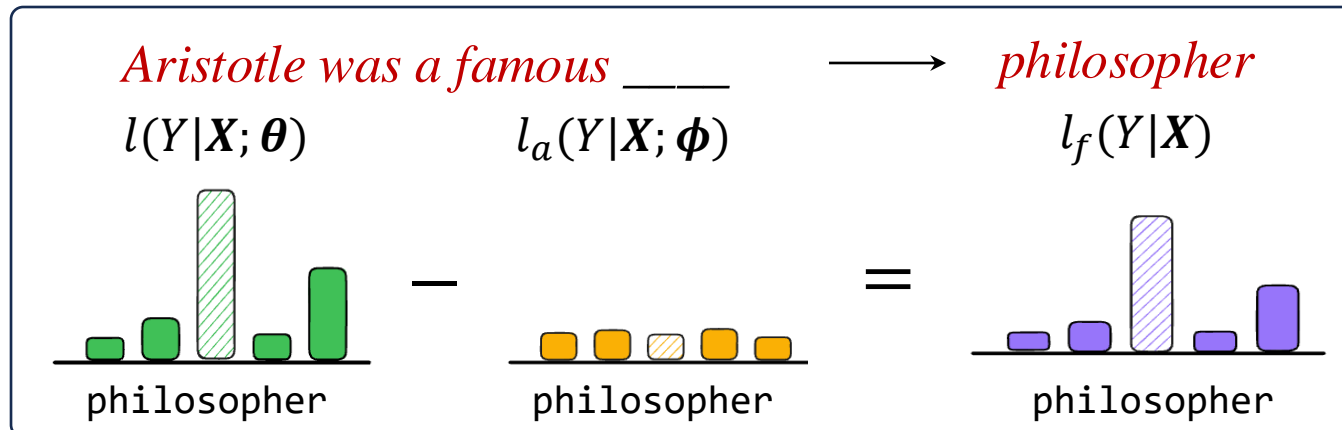 Aristotle was a famous ____ ⟶ philosopher
l(Y|X; θ) l_a(Y|X; ϕ) l_f(Y|X)
− =
philosopher philosopher philosopher